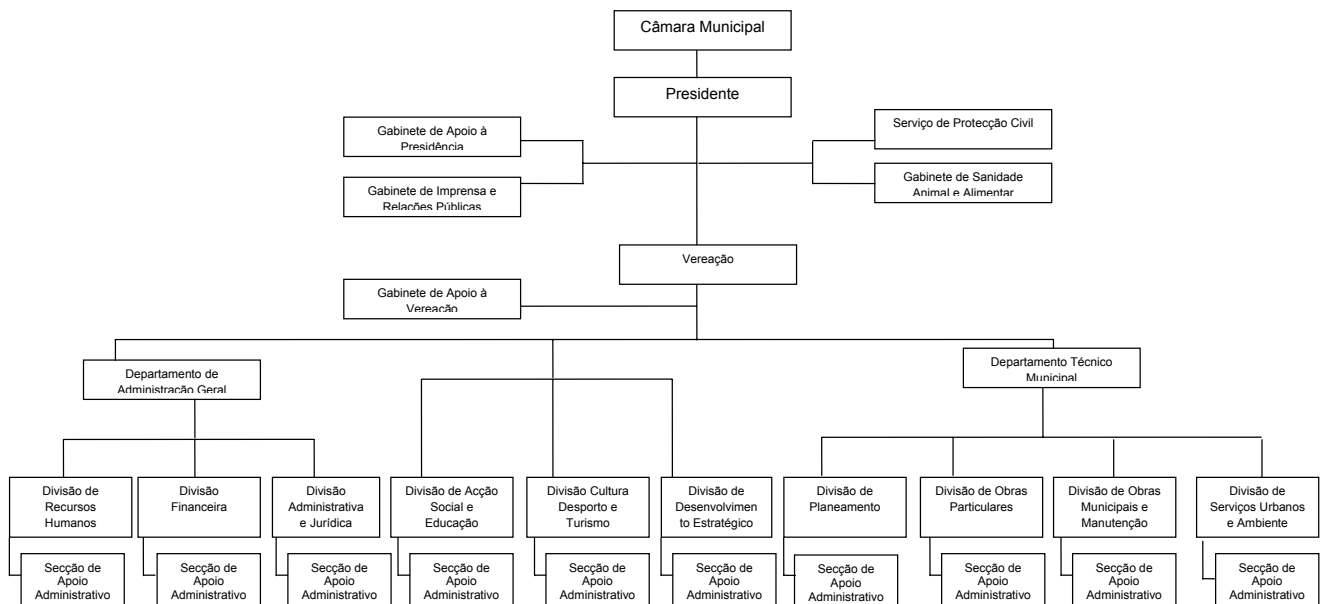 Câmara Municipal
Presidente
Gabinete de Apoio à
Presidência
Serviço de Protecção Civil
Gabinete de Imprensa e
Relações Públicas
Gabinete de Sanidade
Animal e Alimentar
Vereação
Gabinete de Apoio à
Vereação
Departamento de
Administração Geral
Departamento Técnico
Municipal
Divisão de
Recursos
Humanos
Divisão
Financeira
Divisão
Administrativa
e Jurídica
Divisão de Acção
Social e
Educação
Divisão Cultura
Desporto e
Turismo
Divisão de
Desenvolvimen
to Estratégico
Divisão de
Planeamento
Divisão de Obras
Particulares
Divisão de Obras
Municipais e
Manutenção
Divisão de
Serviços Urbanos
e Ambiente
Secção de
Apoio
Administrativo
Secção de
Apoio
Administrativo
Secção de
Apoio
Administrativo
Secção de
Apoio
Administrativo
Secção de
Apoio
Administrativo
Secção de
Apoio
Administrativo
Secção de
Apoio
Administrativo
Secção de
Apoio
Administrativo
Secção de
Apoio
Administrativo
Secção de
Apoio
Administrativo